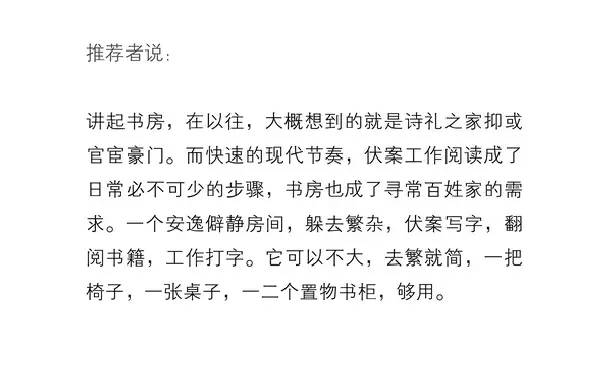 推荐者说：
讲起书房，在以往，大概想到的就是诗礼之家抑或
官宦豪门。而快速的现代节奏，伏案工作阅读成了
日常必不可少的步骤，书房也成了寻常百姓家的需
求。一个安逸僻静房间，躲去繁杂，伏案写字，翻
阅书籍，工作打字。它可以不大，去繁就简，一把
椅子，一张桌子，一二个置物书柜，够用。